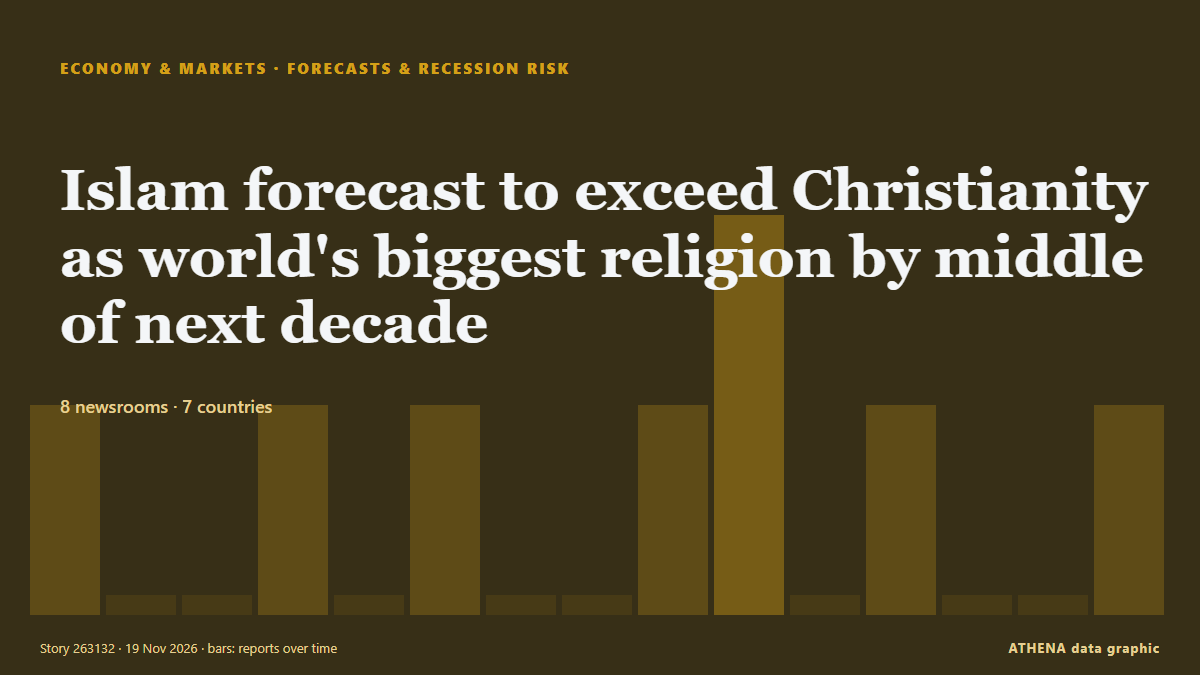 ECONOMY & MARKETS · FORECASTS & RECESSION RISK
Islam forecast to exceed Christianity
as world's biggest religion by middle
of next decade
8 newsrooms · 7 countries
Story 263132 · 19 Nov 2026 · bars: reports over time
ATHENA data graphic